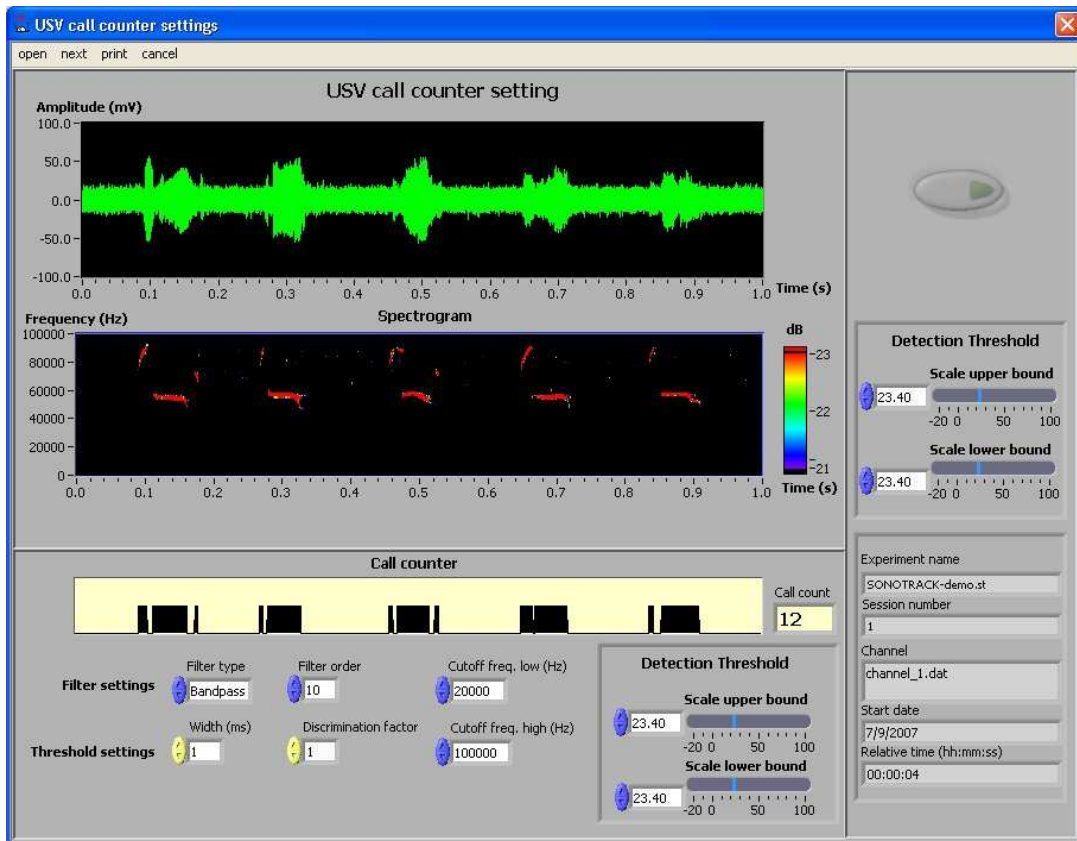 USV call counter settings
open next print cancel
USV call counter setting
Amplitude (mV)
100.0
50.0
0.0
-50.0
-100.0
0.0 0.1 0.2 0.3 0.4 0.5 0.6 0.7 0.8 0.9 1.0
Time (s)
Spectrogram
Frequency (Hz)
100000
80000
60000
40000
20000
0
0.0 0.1 0.2 0.3 0.4 0.5 0.6 0.7 0.8 0.9 1.0
dB
23
22
21
Time (s)
Detection Threshold
Scale upper bound
23.40
-20 0 50 100
Scale lower bound
23.40
-20 0 50 100
Call counter
Call count
12
Filter settings
Filter type
Bandpass
Filter order
10
Cutoff freq. low (Hz)
20000
Threshold settings
Width (ms)
1
Discrimination factor
1
Cutoff freq. high (Hz)
100000
Detection Threshold
Scale upper bound
23.40
-20 0 50 100
Scale lower bound
23.40
-20 0 50 100
Experiment name
SONOTRACK-demo.st
Session number
1
Channel
channel_1.dat
Start date
7/9/2007
Relative time (hh:mm:ss)
00:00:04